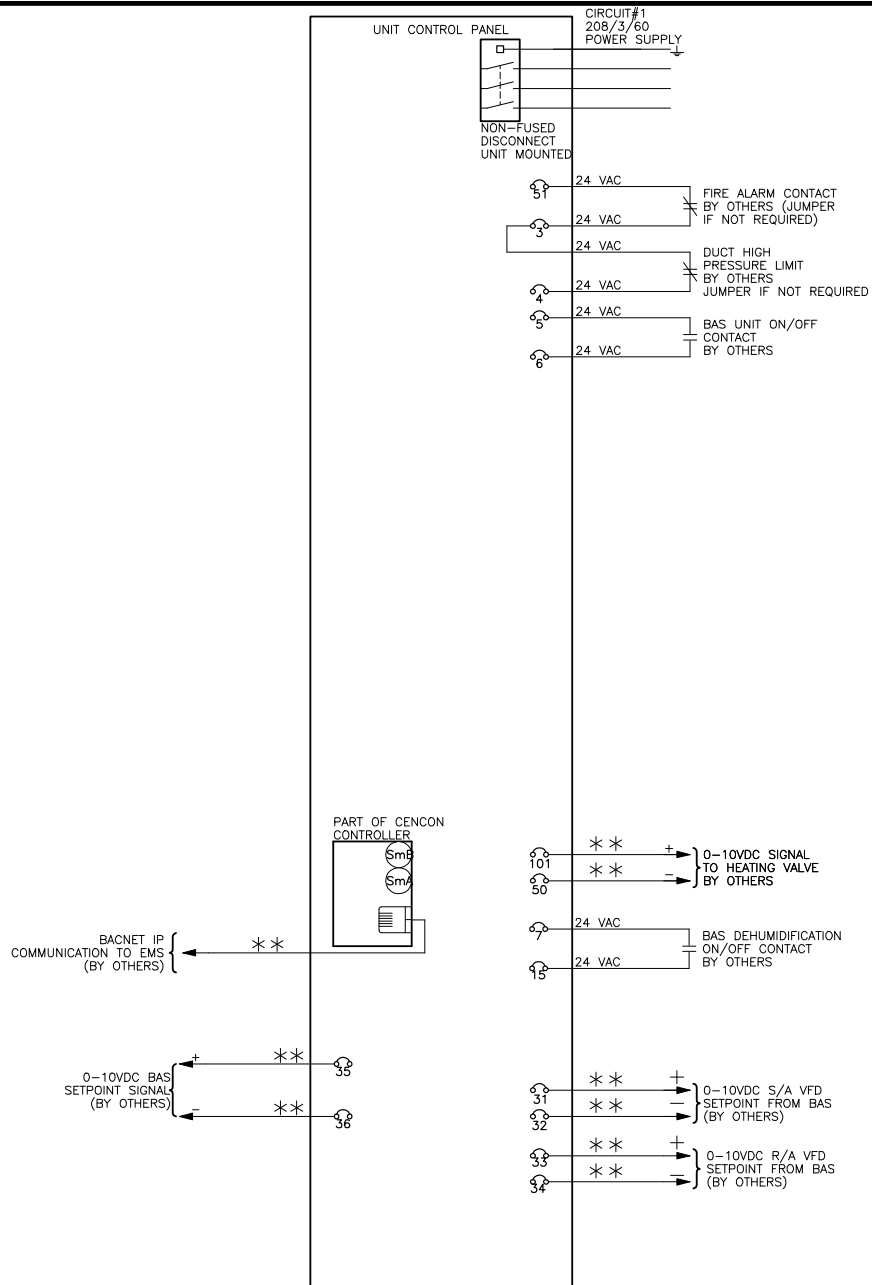 UNIT CONTROL PANEL
CIRCUIT#1
208/3/60
POWER SUPPLY
NON-FUSED
DISCONNECT
UNIT MOUNTED
51
24 VAC
3
24 VAC
FIRE ALARM CONTACT
BY OTHERS (JUMPER
IF NOT REQUIRED)
24 VAC
4
24 VAC
DUCT HIGH
PRESSURE LIMIT
BY OTHERS
JUMPER IF NOT REQUIRED
5
24 VAC
6
24 VAC
BAS UNIT ON/OFF
CONTACT
BY OTHERS
PART OF CENCON
CONTROLLER
SmB
SmA
101
** +
50
** -
0-10VDC SIGNAL
TO HEATING VALVE
BY OTHERS
BACNET IP
COMMUNICATION TO EMS
(BY OTHERS)
**
7
24 VAC
15
24 VAC
BAS DEHUMIDIFICATION
ON/OFF CONTACT
BY OTHERS
0-10VDC BAS
SETPOINT SIGNAL
(BY OTHERS)
+ **
35
- **
36
31
** +
32
** -
0-10VDC S/A VFD
SETPOINT FROM BAS
(BY OTHERS)
33
** +
34
** -
0-10VDC R/A VFD
SETPOINT FROM BAS
(BY OTHERS)